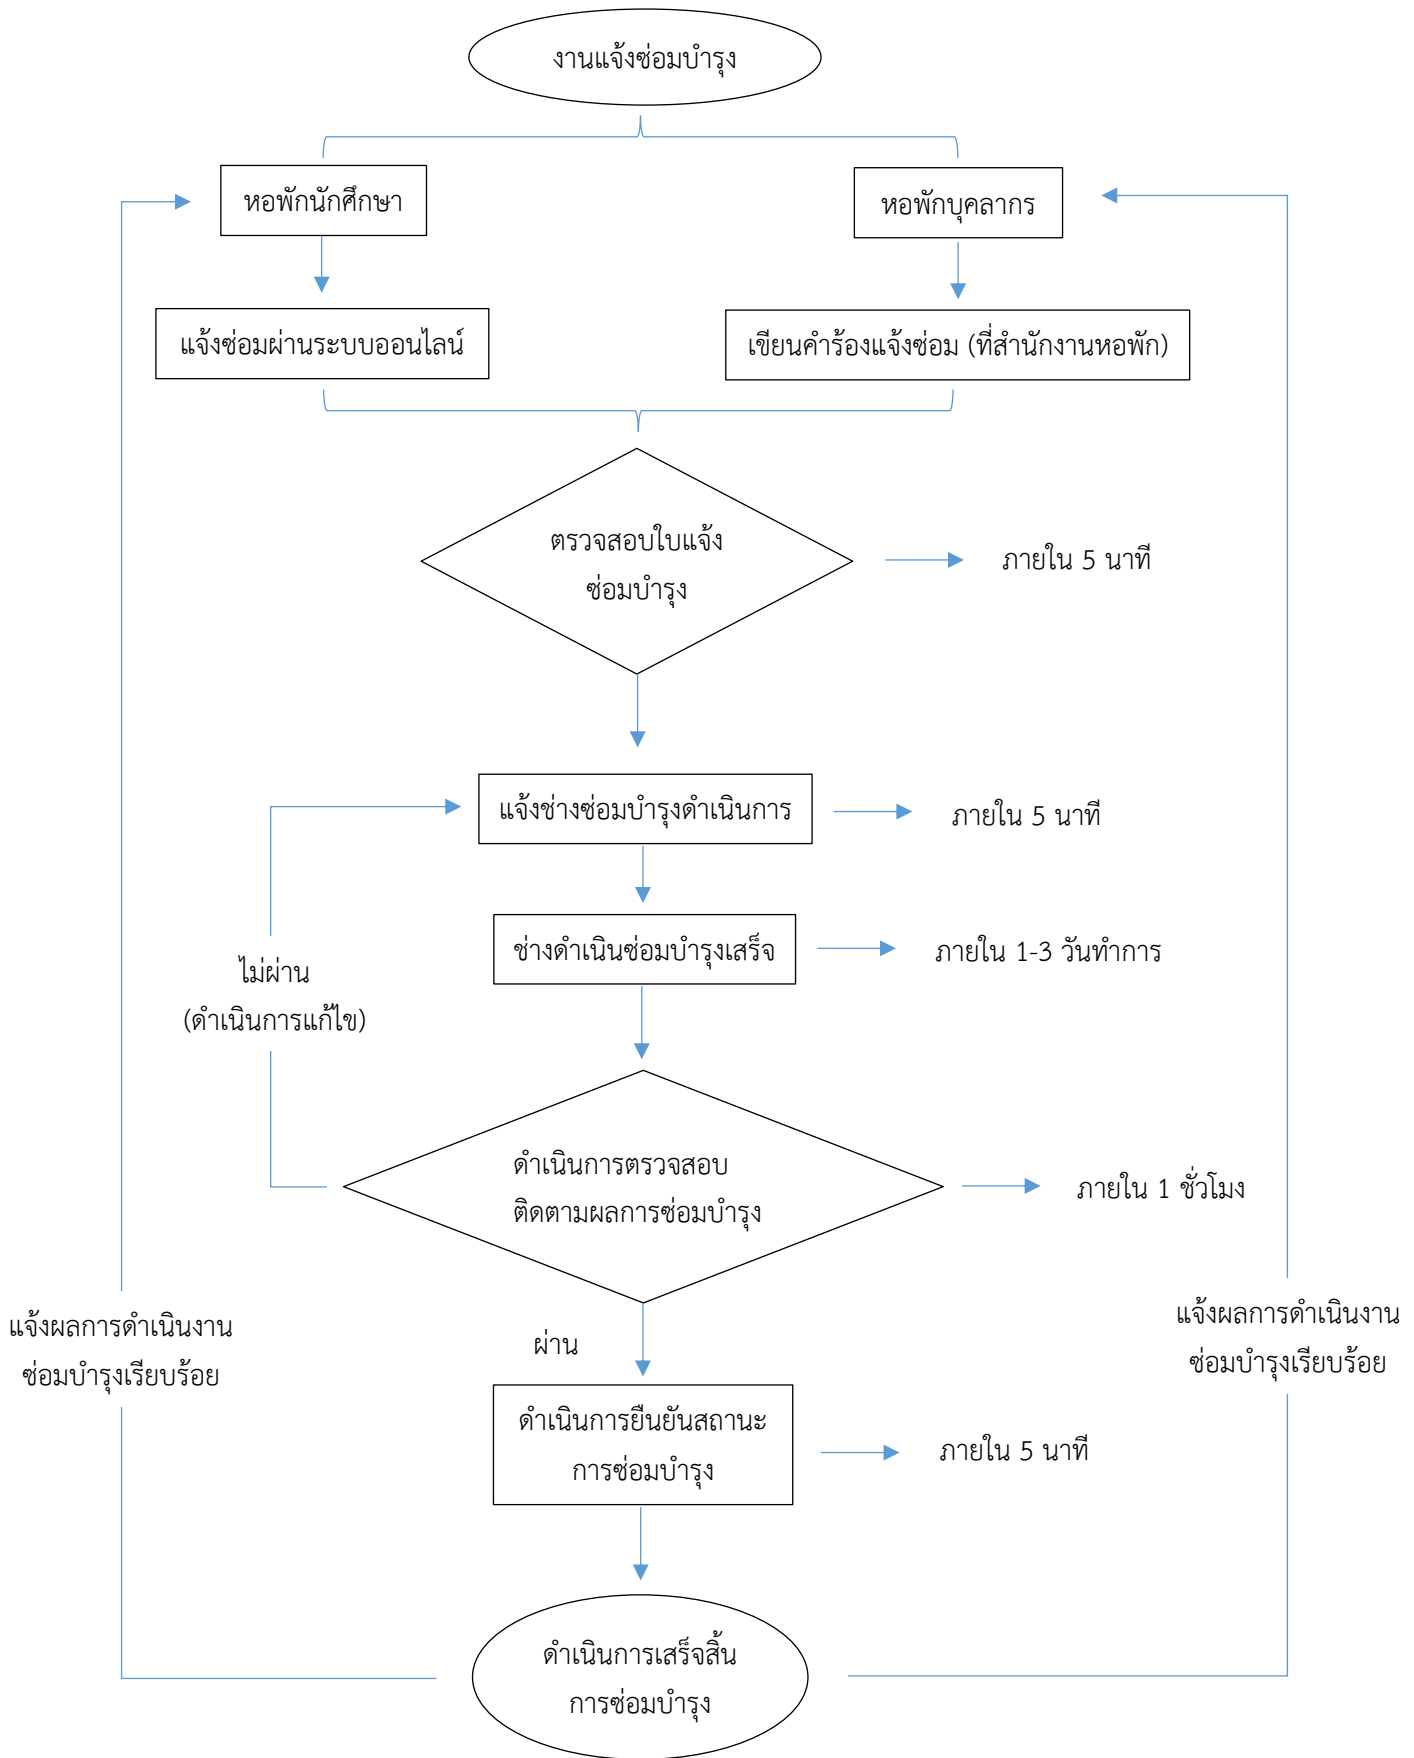 งานแจ้งซ่อมบำรุง
หอพักนักศึกษา
หอพักบุคลากร
แจ้งซ่อมผ่านระบบออนไลน์
เขียนคำร้องแจ้งซ่อม (ที่สำนักงานหอพัก)
ตรวจสอบใบแจ้ง
ซ่อมบำรุง
ภายใน 5 นาที
แจ้งช่างซ่อมบำรุงดำเนินการ
ภายใน 5 นาที
ช่างดำเนินซ่อมบำรุงเสร็จ
ภายใน 1-3 วันทำการ
ไม่ผ่าน
(ดำเนินการแก้ไข)
ดำเนินการตรวจสอบ
ติดตามผลการซ่อมบำรุง
ภายใน 1 ชั่วโมง
แจ้งผลการดำเนินงาน
ซ่อมบำรุงเรียบร้อย
แจ้งผลการดำเนินงาน
ซ่อมบำรุงเรียบร้อย
ผ่าน
ดำเนินการยืนยันสถานะ
การซ่อมบำรุง
ภายใน 5 นาที
ดำเนินการเสร็จสิ้น
การซ่อมบำรุง